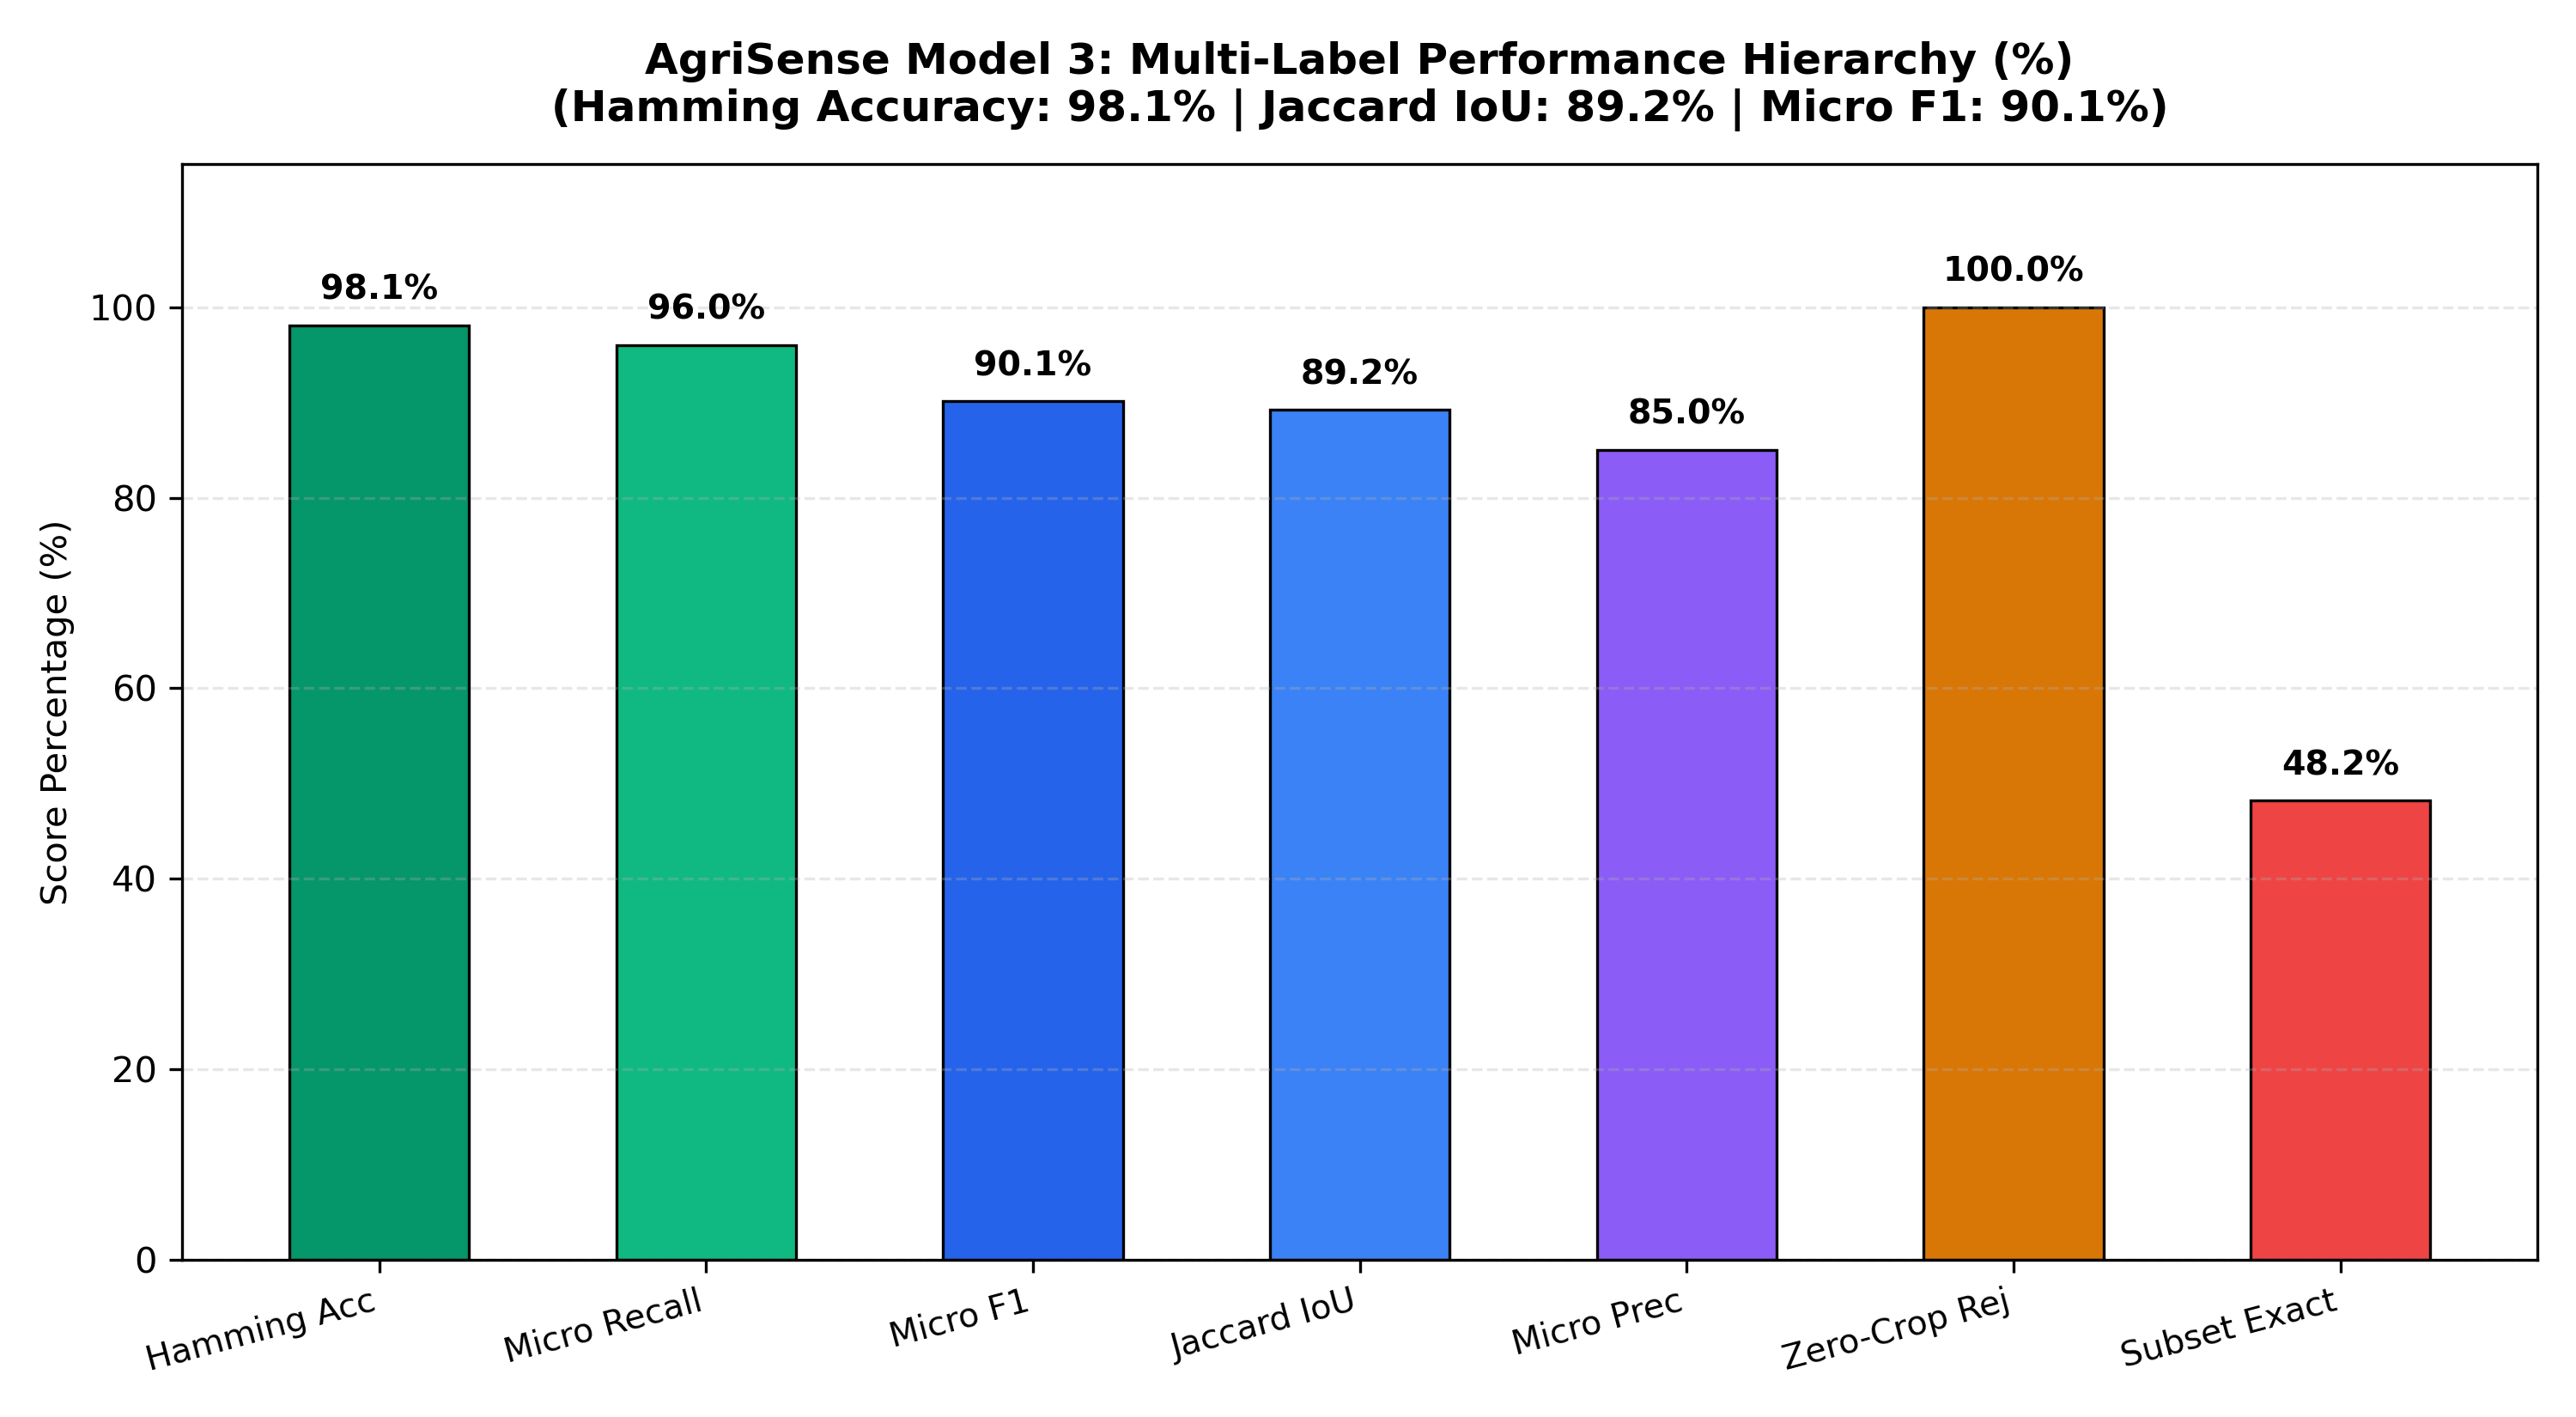 AgriSense Model 3: Multi-Label Performance Hierarchy (%)
(Hamming Accuracy: 98.1% | Jaccard IoU: 89.2% | Micro F1: 90.1%)
Score Percentage (%)
100
80
60
40
20
0
98.1%
96.0%
90.1%
89.2%
85.0%
100.0%
48.2%
Hamming Acc
Micro Recall
Micro F1
Jaccard IoU
Micro Prec
Zero-Crop Rej
Subset Exact